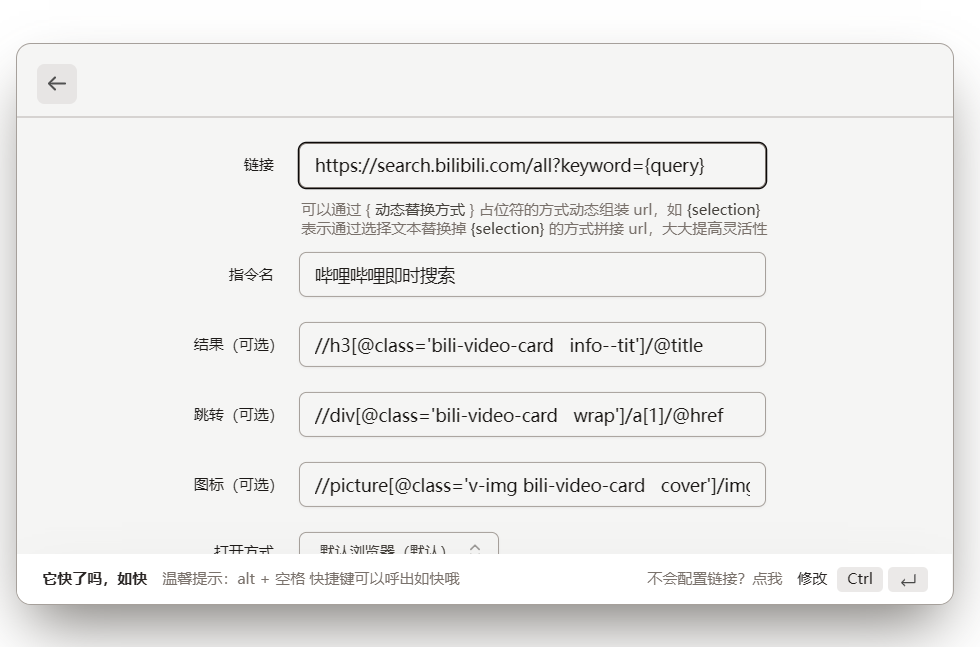 链接
https://search.bilibili.com/all?keyword={query}
可以通过 { 动态替换方式 } 占位符的方式动态组装 url，如 {selection}
表示通过选择文本替换掉 {selection} 的方式拼接 url，大大提高灵活性
指令名
哔哩哔哩即时搜索
结果（可选）
//h3[@class='bili-video-card   info--tit']/@title
跳转（可选）
//div[@class='bili-video-card   wrap']/a[1]/@href
图标（可选）
//picture[@class='v-img bili-video-card   cover']/img
打开方式
默认浏览器（默认）
它快了吗，如快 温馨提示：alt + 空格 快捷键可以呼出如快哦 不会配置链接？点我 修改 Ctrl